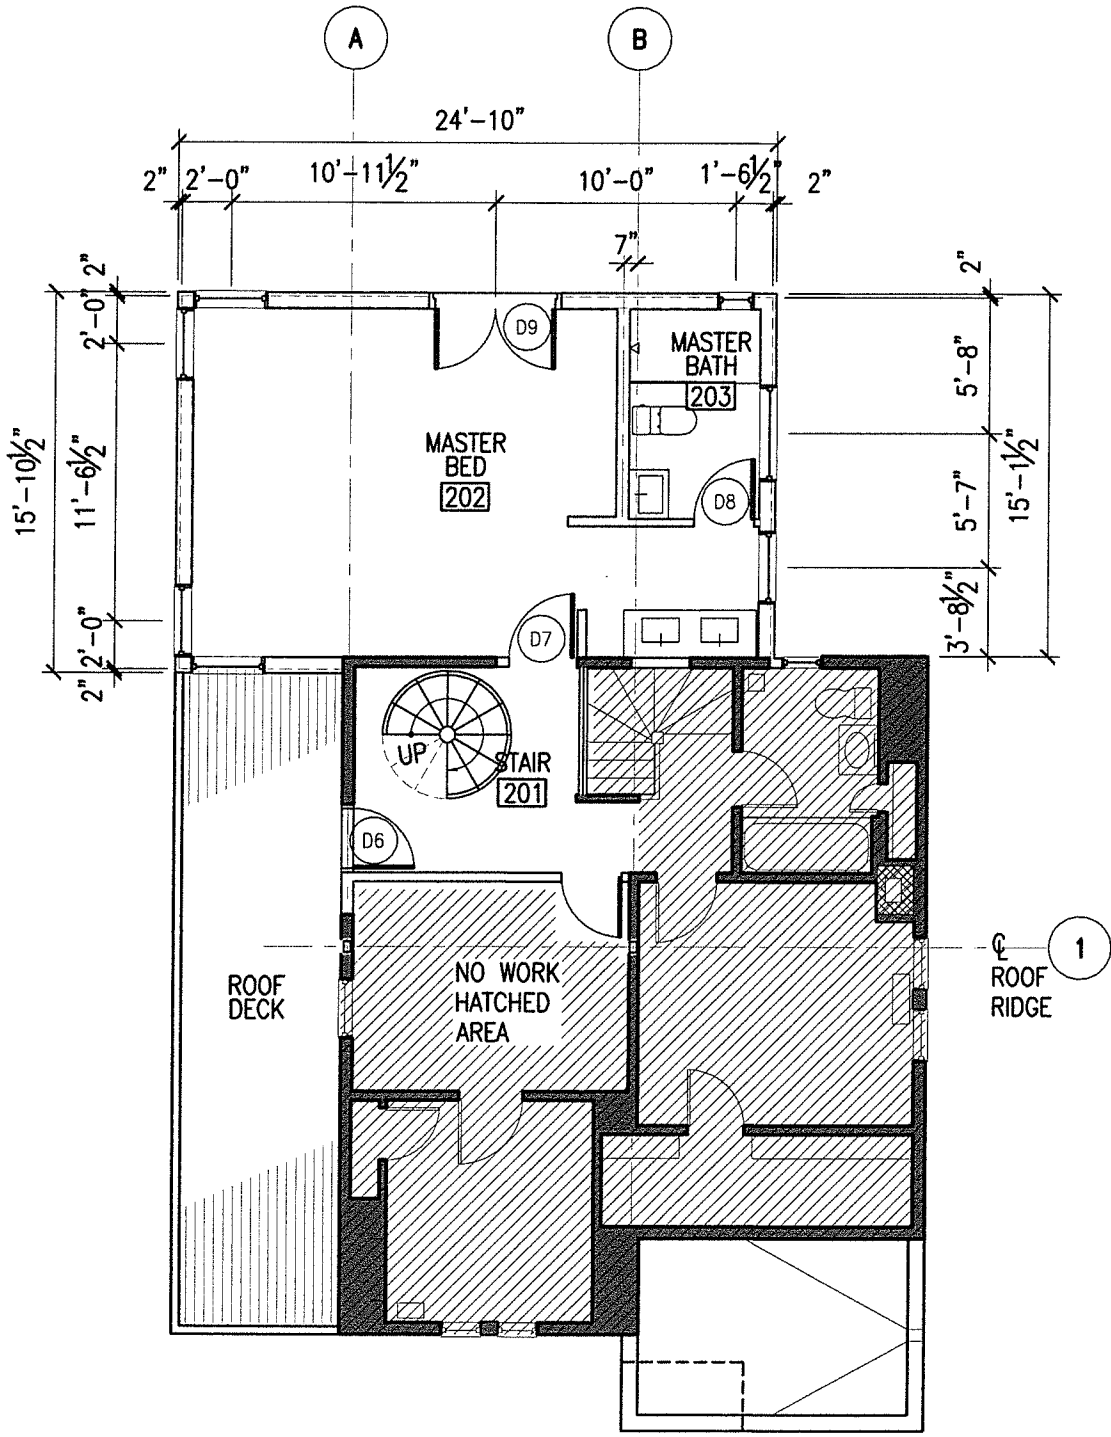 A
B
24'-10"
2"
2'-0"
10'-11½"
10'-0"
1'-6½"
2"
7"
2"
2'-0"
11'-6½"
2'-0"
2"
15'-10½"
2"
5'-8"
5'-7"
3'-8½"
15'-1½"
D9
MASTER
BATH
203
MASTER
BED
202
D8
D7
UP
STAIR
201
D6
ROOF
DECK
NO WORK
HATCHED
AREA
℄
ROOF
RIDGE
1